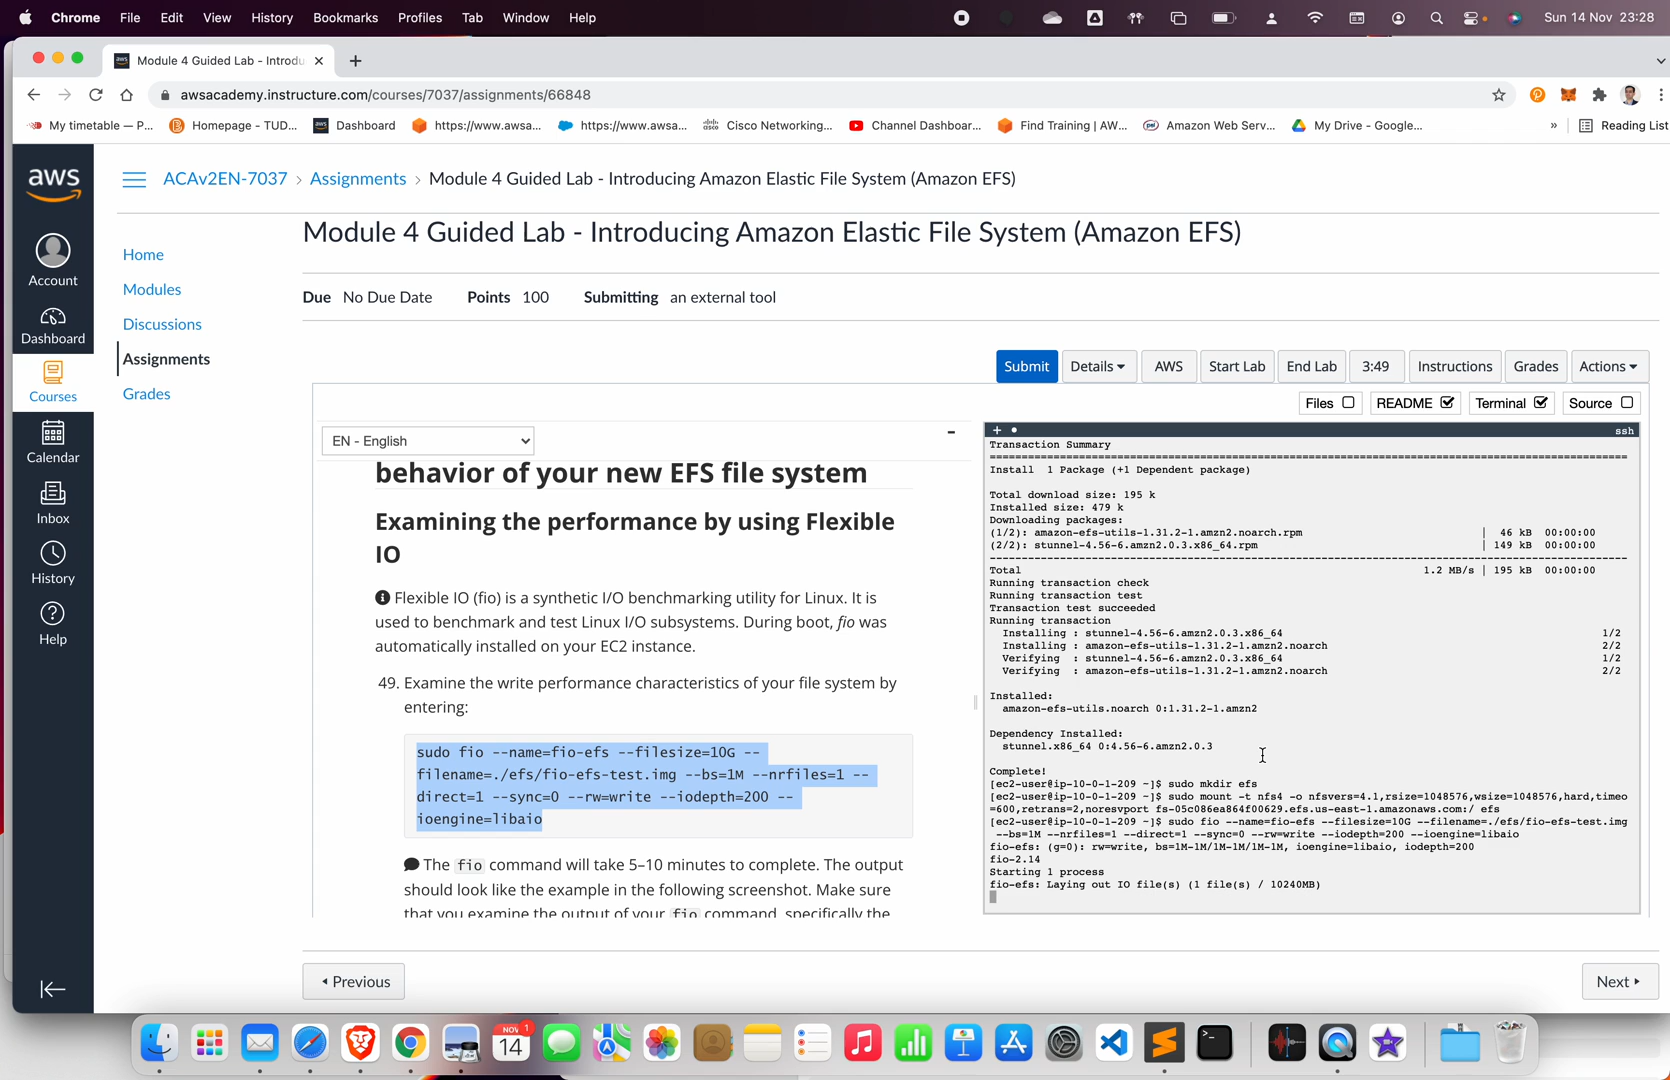 Chrome File Edit View History Bookmarks Profiles Tab Window Help Sun 14 Nov 23:28
aws Module 4 Guided Lab - Introdu
awsacademy.instructure.com/courses/7037/assignments/66848
My timetable — P... Homepage - TUD... Dashboard https://www.awsa... https://www.awsa... Cisco Networking... Channel Dashboar... Find Training | AW... Amazon Web Serv... My Drive - Google... » Reading List
aws
Account
Dashboard
Courses
Calendar
Inbox
History
Help
ACAv2EN-7037 › Assignments › Module 4 Guided Lab - Introducing Amazon Elastic File System (Amazon EFS)
Home
Modules
Discussions
Assignments
Grades
Module 4 Guided Lab - Introducing Amazon Elastic File System (Amazon EFS)
Due No Due Date Points 100 Submitting an external tool
Submit Details AWS Start Lab End Lab 3:49 Instructions Grades Actions
Files README Terminal Source
EN - English
behavior of your new EFS file system
Examining the performance by using Flexible
IO
Flexible IO (fio) is a synthetic I/O benchmarking utility for Linux. It is
used to benchmark and test Linux I/O subsystems. During boot, fio was
automatically installed on your EC2 instance.
49. Examine the write performance characteristics of your file system by
entering:
sudo fio --name=fio-efs --filesize=10G --
filename=./efs/fio-efs-test.img --bs=1M --nrfiles=1 --
direct=1 --sync=0 --rw=write --iodepth=200 --
ioengine=libaio
The fio command will take 5–10 minutes to complete. The output
should look like the example in the following screenshot. Make sure
that you examine the output of your fio command, specifically the
+ ssh
Transaction Summary
================================================================================
Install 1 Package (+1 Dependent package)
Total download size: 195 k
Installed size: 479 k
Downloading packages:
(1/2): amazon-efs-utils-1.31.2-1.amzn2.noarch.rpm | 46 kB 00:00:00
(2/2): stunnel-4.56-6.amzn2.0.3.x86_64.rpm | 149 kB 00:00:00
--------------------------------------------------------------------------------
Total 1.2 MB/s | 195 kB 00:00:00
Running transaction check
Running transaction test
Transaction test succeeded
Running transaction
Installing : stunnel-4.56-6.amzn2.0.3.x86_64 1/2
Installing : amazon-efs-utils-1.31.2-1.amzn2.noarch 2/2
Verifying : stunnel-4.56-6.amzn2.0.3.x86_64 1/2
Verifying : amazon-efs-utils-1.31.2-1.amzn2.noarch 2/2
Installed:
amazon-efs-utils.noarch 0:1.31.2-1.amzn2
Dependency Installed:
stunnel.x86_64 0:4.56-6.amzn2.0.3
Complete!
[ec2-user@ip-10-0-1-209 ~]$ sudo mkdir efs
[ec2-user@ip-10-0-1-209 ~]$ sudo mount -t nfs4 -o nfsvers=4.1,rsize=1048576,wsize=1048576,hard,timeo
=600,retrans=2,noresvport fs-05c086ea864f00629.efs.us-east-1.amazonaws.com:/ efs
[ec2-user@ip-10-0-1-209 ~]$ sudo fio --name=fio-efs --filesize=10G --filename=./efs/fio-efs-test.img
--bs=1M --nrfiles=1 --direct=1 --sync=0 --rw=write --iodepth=200 --ioengine=libaio
fio-efs: (g=0): rw=write, bs=1M-1M/1M-1M/1M-1M, ioengine=libaio, iodepth=200
fio-2.14
Starting 1 process
fio-efs: Laying out IO file(s) (1 file(s) / 10240MB)
Previous
Next
NOV 1
14